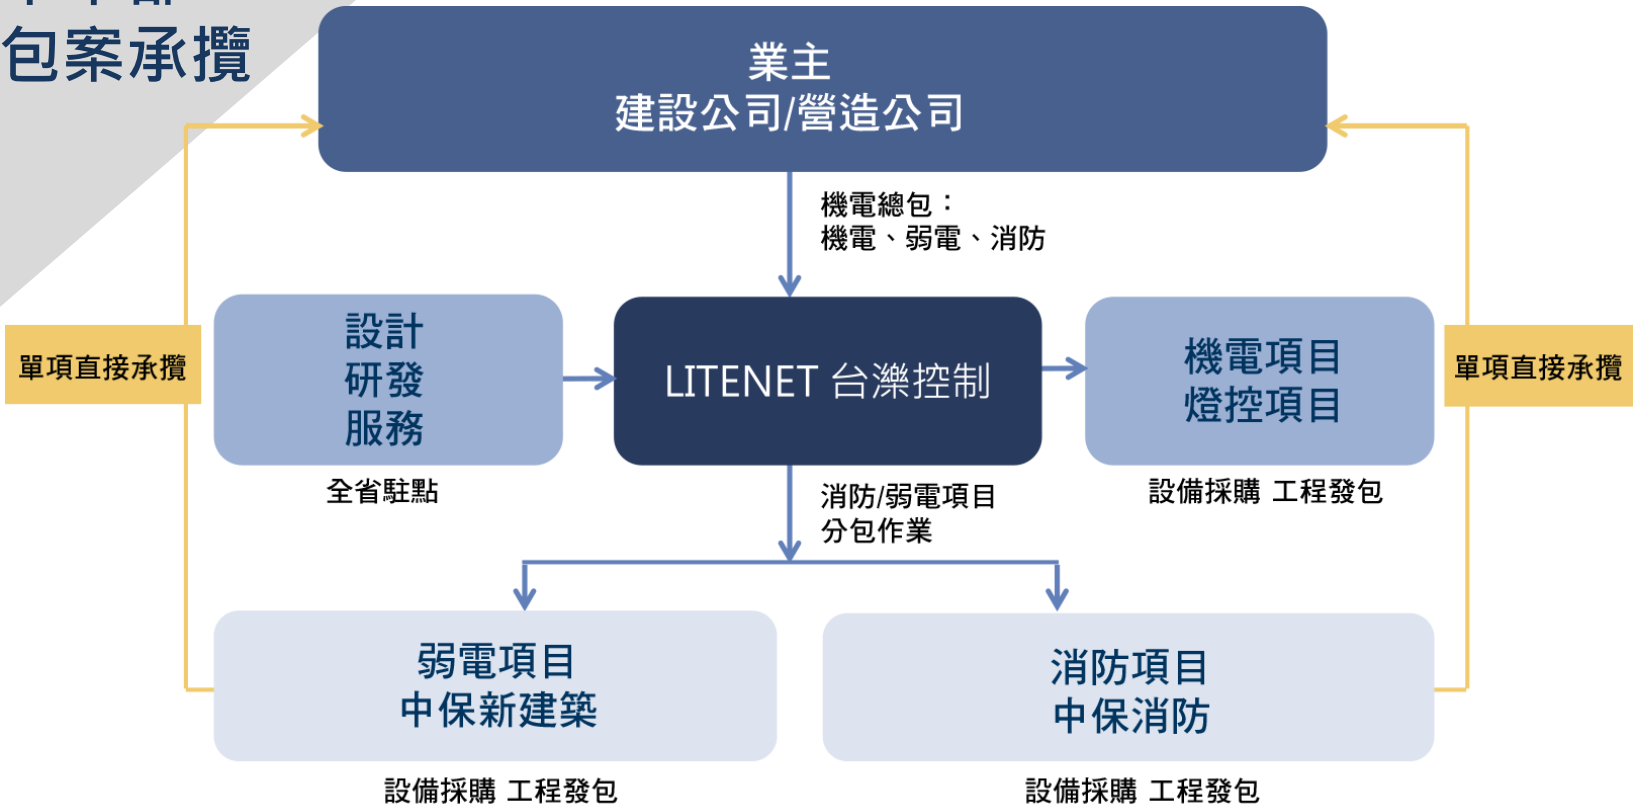 包案承攬
業主
建設公司/營造公司
機電總包：
機電、弱電、消防
設計
研發
服務
LITENET 台灤控制
機電項目
燈控項目
單項直接承攬
單項直接承攬
全省駐點
消防/弱電項目
分包作業
設備採購 工程發包
弱電項目
中保新建築
消防項目
中保消防
設備採購 工程發包
設備採購 工程發包